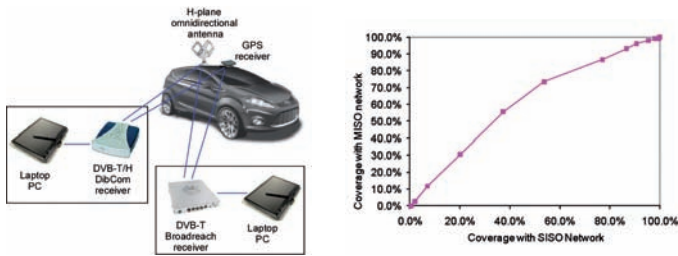 H-plane
omnidirectional
antenna
GPS
receiver
Laptop
PC
DVB-T/H
DibCom
receiver
DVB-T
Broadreach
receiver
Laptop
PC
Coverage with MISO network
100.0%
90.0%
80.0%
70.0%
60.0%
50.0%
40.0%
30.0%
20.0%
10.0%
0.0%
0.0% 20.0% 40.0% 60.0% 80.0% 100.0%
Coverage with SISO Network